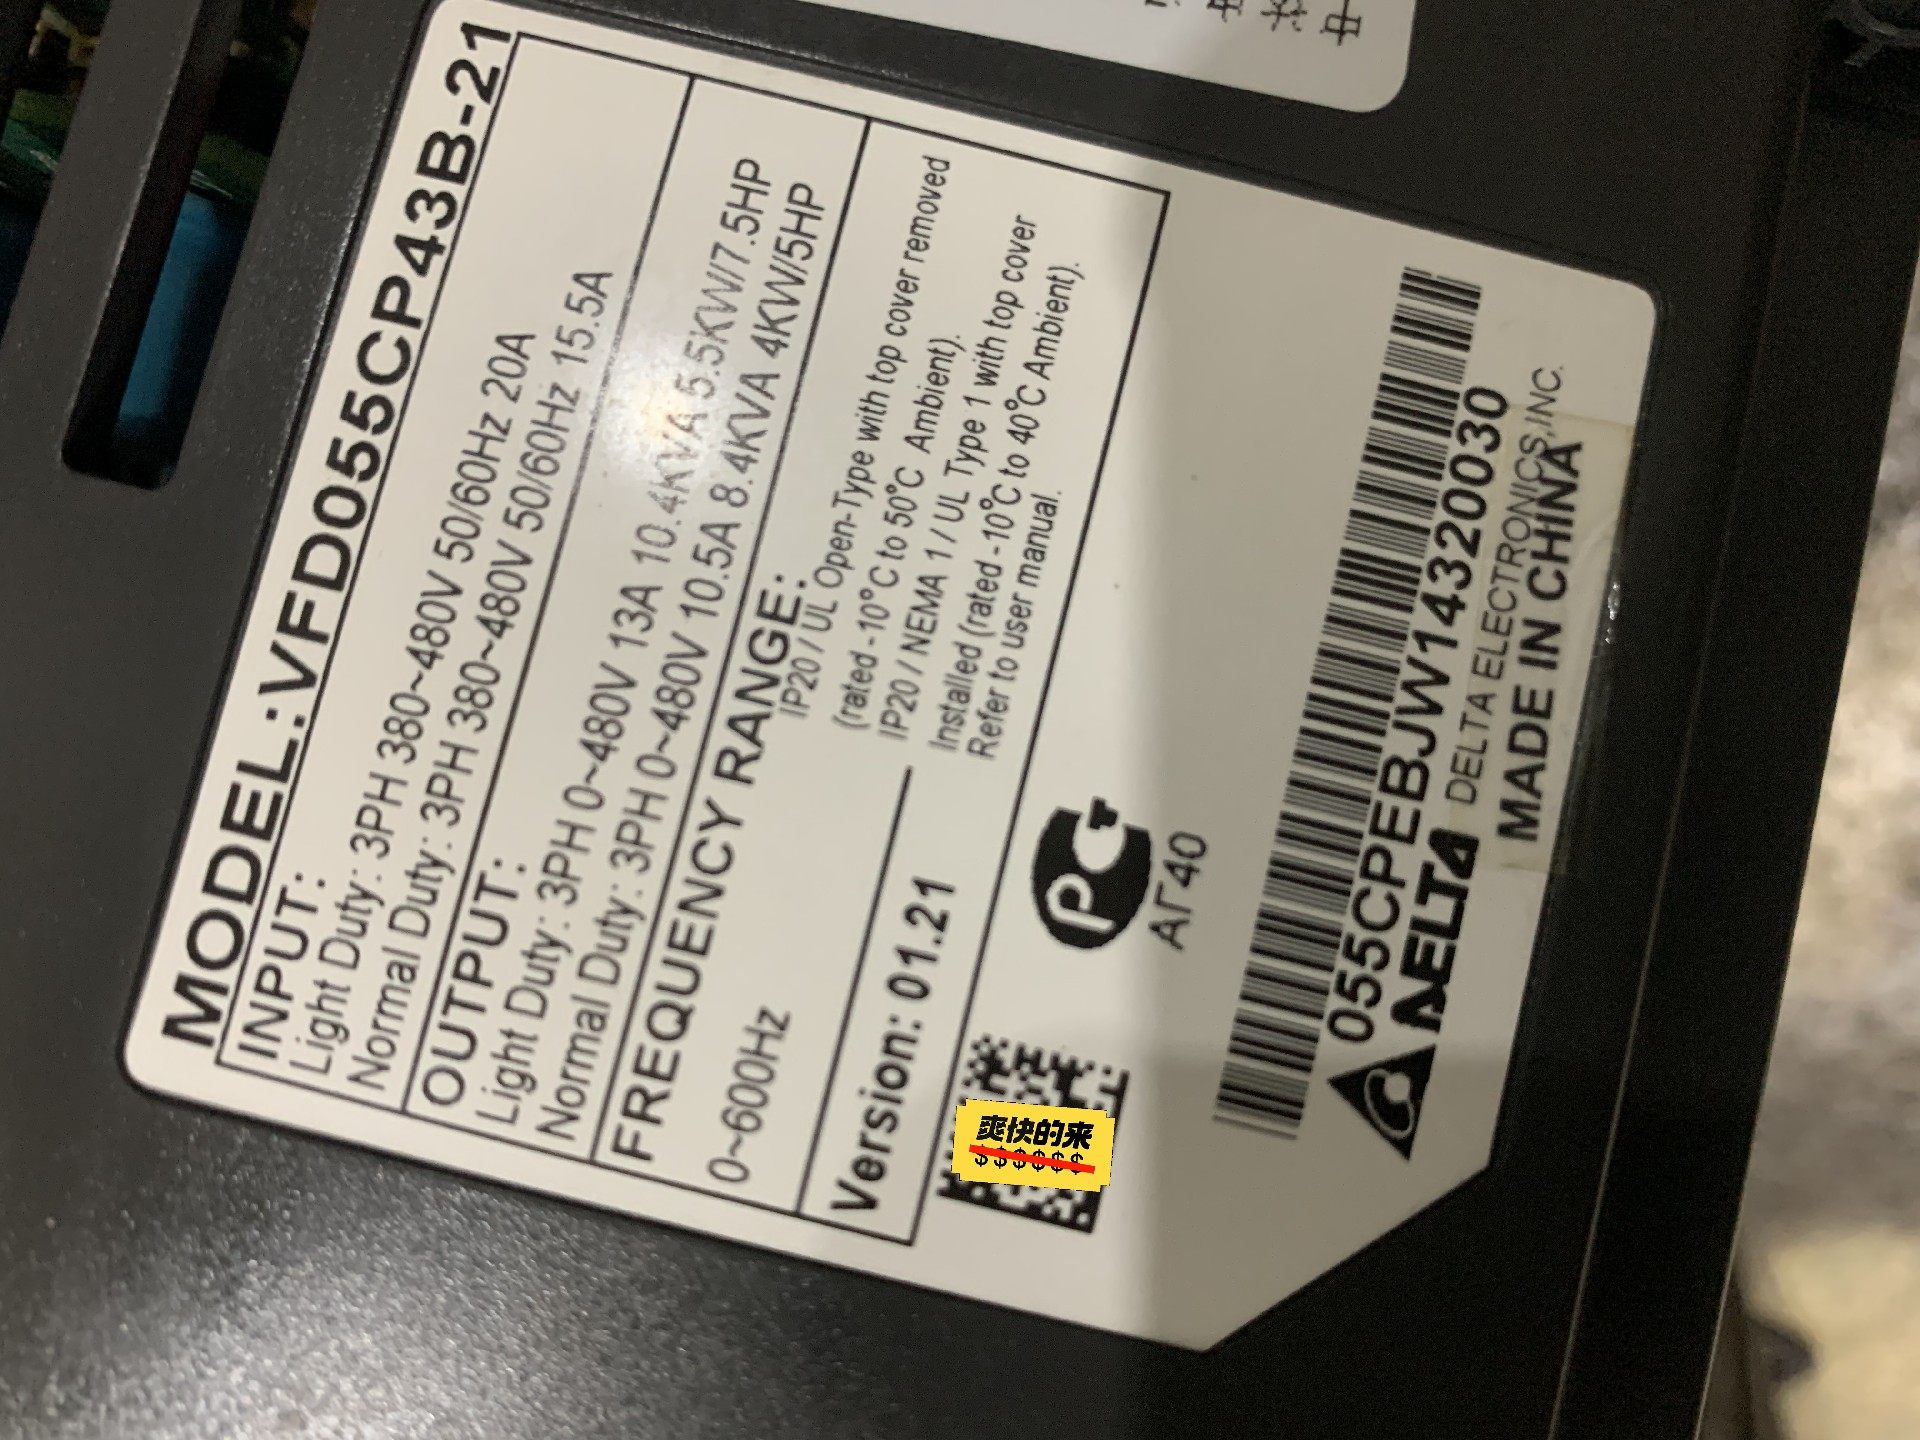 MODEL:VFD055CP43B-21
INPUT:
Light Duty: 3PH 380~480V 50/60Hz 20A
Normal Duty: 3PH 380~480V 50/60Hz 15.5A
OUTPUT:
Light Duty: 3PH 0~480V 13A 10.4KVA 5.5KW/7.5HP
Normal Duty: 3PH 0~480V 10.5A 8.4KVA 4KW/5HP
FREQUENCY RANGE:
0~600Hz
IP20 / UL Open-Type with top cover removed
(rated -10°C to 50°C Ambient).
IP20 / NEMA 1 / UL Type 1 with top cover
Installed (rated -10°C to 40°C Ambient).
Refer to user manual.
Version: 01.21
PC
АГ40
爽快的来
$$$$$$
055CPEBJW14320030
DELTA DELTA ELECTRONICS,INC.
MADE IN CHINA